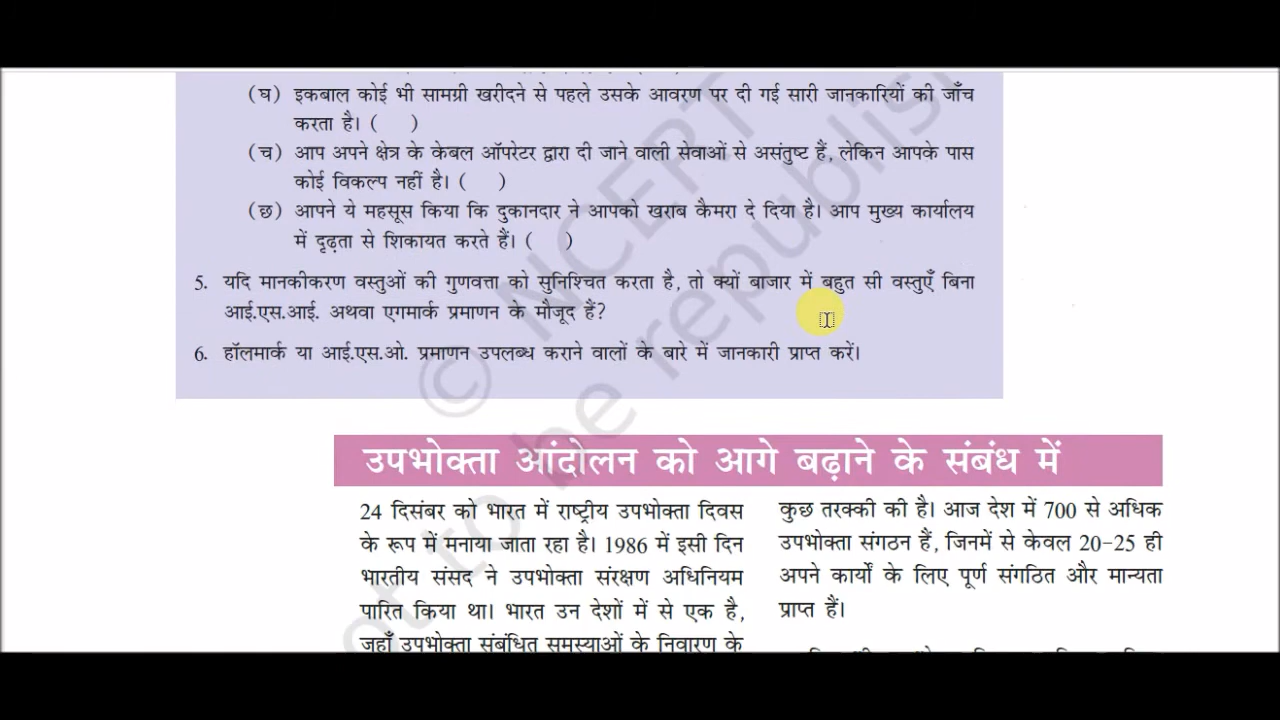 (घ) इकबाल कोई भी सामग्री खरीदने से पहले उसके आवरण पर दी गई सारी जानकारियों की जाँच
करता है। ( )
(च) आप अपने क्षेत्र के केबल ऑपरेटर द्वारा दी जाने वाली सेवाओं से असंतुष्ट हैं, लेकिन आपके पास
कोई विकल्प नहीं है। ( )
(छ) आपने ये महसूस किया कि दुकानदार ने आपको खराब कैमरा दे दिया है। आप मुख्य कार्यालय
में दृढ़ता से शिकायत करते हैं। ( )
5. यदि मानकीकरण वस्तुओं की गुणवत्ता को सुनिश्चित करता है, तो क्यों बाजार में बहुत सी वस्तुएँ बिना
आई.एस.आई. अथवा एगमार्क प्रमाणन के मौजूद हैं?
6. हॉलमार्क या आई.एस.ओ. प्रमाणन उपलब्ध कराने वालों के बारे में जानकारी प्राप्त करें।
© NCERT
not to be republis
उपभोक्ता आंदोलन को आगे बढ़ाने के संबंध में
24 दिसंबर को भारत में राष्ट्रीय उपभोक्ता दिवस
के रूप में मनाया जाता रहा है। 1986 में इसी दिन
भारतीय संसद ने उपभोक्ता संरक्षण अधिनियम
पारित किया था। भारत उन देशों में से एक है,
जहाँ उपभोक्ता संबंधित समस्याओं के निवारण के
कुछ तरक्की की है। आज देश में 700 से अधिक
उपभोक्ता संगठन हैं, जिनमें से केवल 20-25 ही
अपने कार्यों के लिए पूर्ण संगठित और मान्यता
प्राप्त हैं।